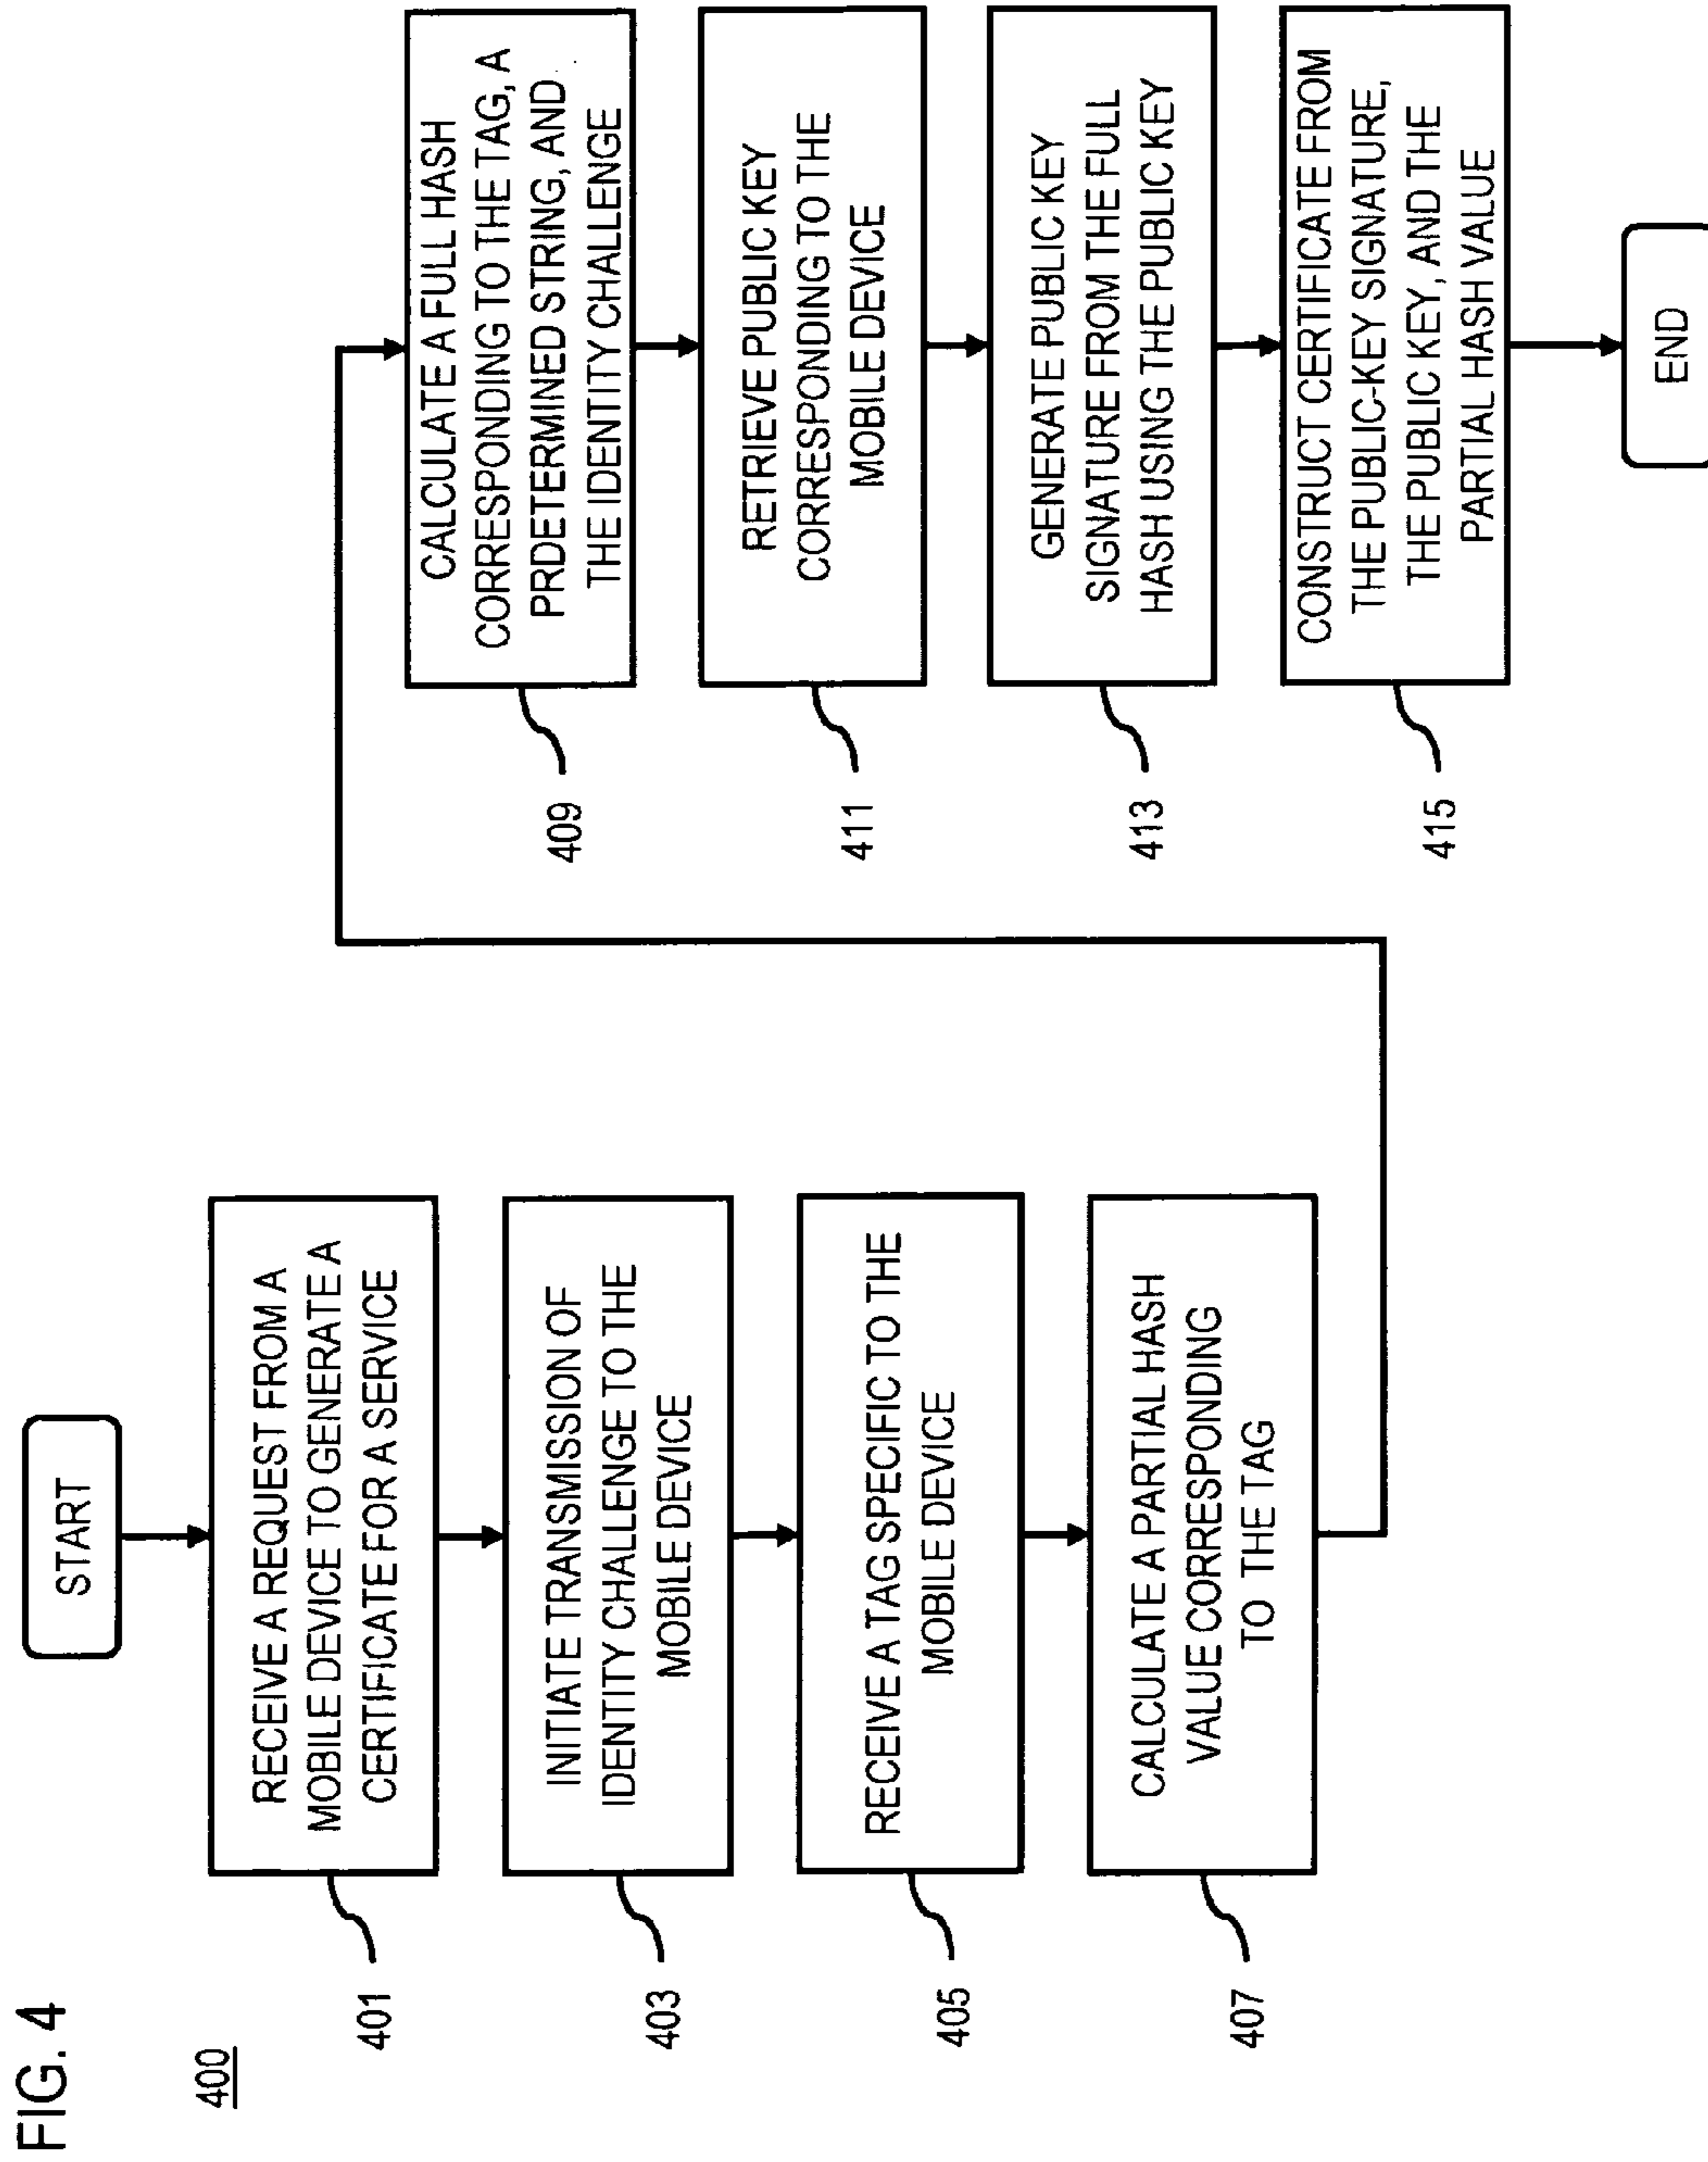 FIG. 4
400
START
RECEIVE A REQUEST FROM A
MOBILE DEVICE TO GENERATE A
CERTIFICATE FOR A SERVICE
401
INITIATE TRANSMISSION OF
IDENTITY CHALLENGE TO THE
MOBILE DEVICE
403
RECEIVE A TAG SPECIFIC TO THE
MOBILE DEVICE
405
CALCULATE A PARTIAL HASH
VALUE CORRESPONDING
TO THE TAG
407
CALCULATE A FULL HASH
CORRESPONDING TO THE TAG, A
PRDETERMINED STRING, AND
THE IDENTITY CHALLENGE
409
RETRIEVE PUBLIC KEY
CORRESPONDING TO THE
MOBILE DEVICE
411
GENERATE PUBLIC KEY
SIGNATURE FROM THE FULL
HASH USING THE PUBLIC KEY
413
CONSTRUCT CERTIFICATE FROM
THE PUBLIC-KEY SIGNATURE,
THE PUBLIC KEY, AND THE
PARTIAL HASH VALUE
415
END